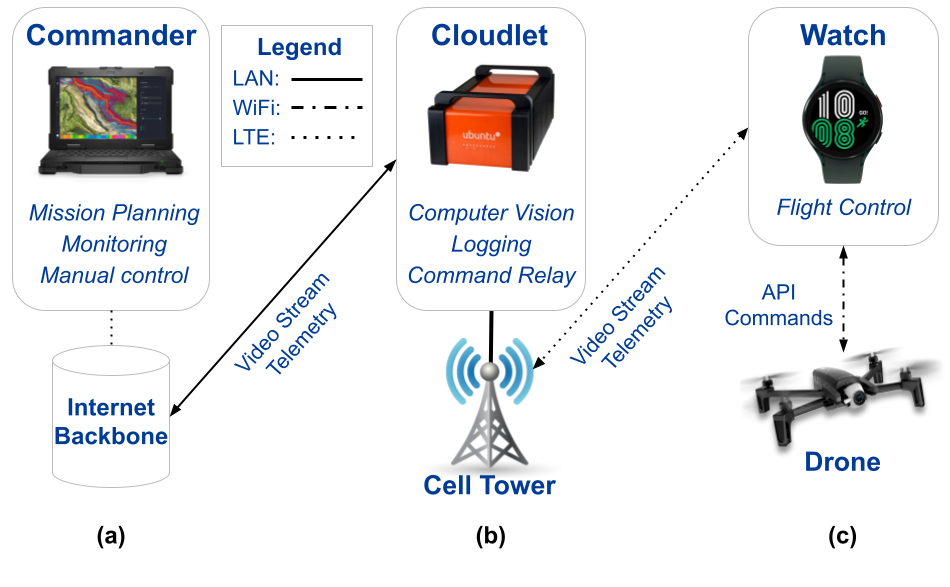 Commander
Mission Planning
Monitoring
Manual control
Internet
Backbone
(a)
Legend
LAN:
WiFi:
LTE:
Video Stream
Telemetry
Cloudlet
ubuntu
Computer Vision
Logging
Command Relay
Cell Tower
(b)
Video Stream
Telemetry
Watch
10
08
GO!
Flight Control
API
Commands
Drone
(c)